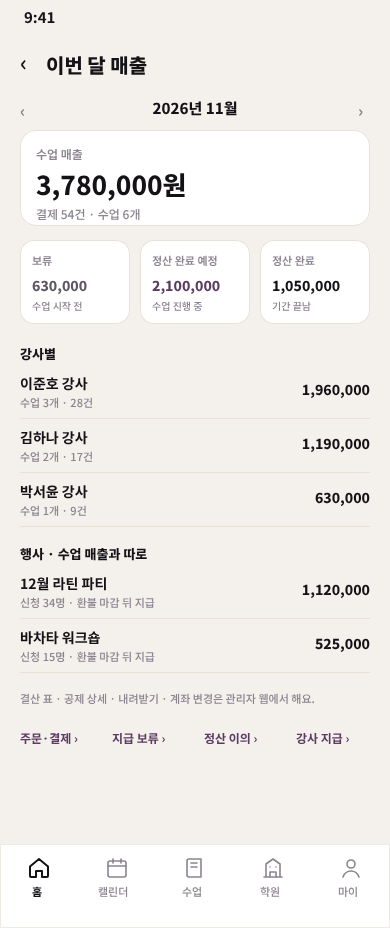 9:41
‹ 이번 달 매출
‹ 2026년 11월 ›
수업 매출
3,780,000원
결제 54건 · 수업 6개
보류
630,000
수업 시작 전
정산 완료 예정
2,100,000
수업 진행 중
정산 완료
1,050,000
기간 끝남
강사별
이준호 강사
수업 3개 · 28건
1,960,000
김하나 강사
수업 2개 · 17건
1,190,000
박서윤 강사
수업 1개 · 9건
630,000
행사 · 수업 매출과 따로
12월 라틴 파티
신청 34명 · 환불 마감 뒤 지급
1,120,000
바차타 워크숍
신청 15명 · 환불 마감 뒤 지급
525,000
결산 표 · 공제 상세 · 내려받기 · 계좌 변경은 관리자 웹에서 해요.
주문·결제 › 지급 보류 › 정산 이의 › 강사 지급 ›
홈 캘린더 수업 학원 마이